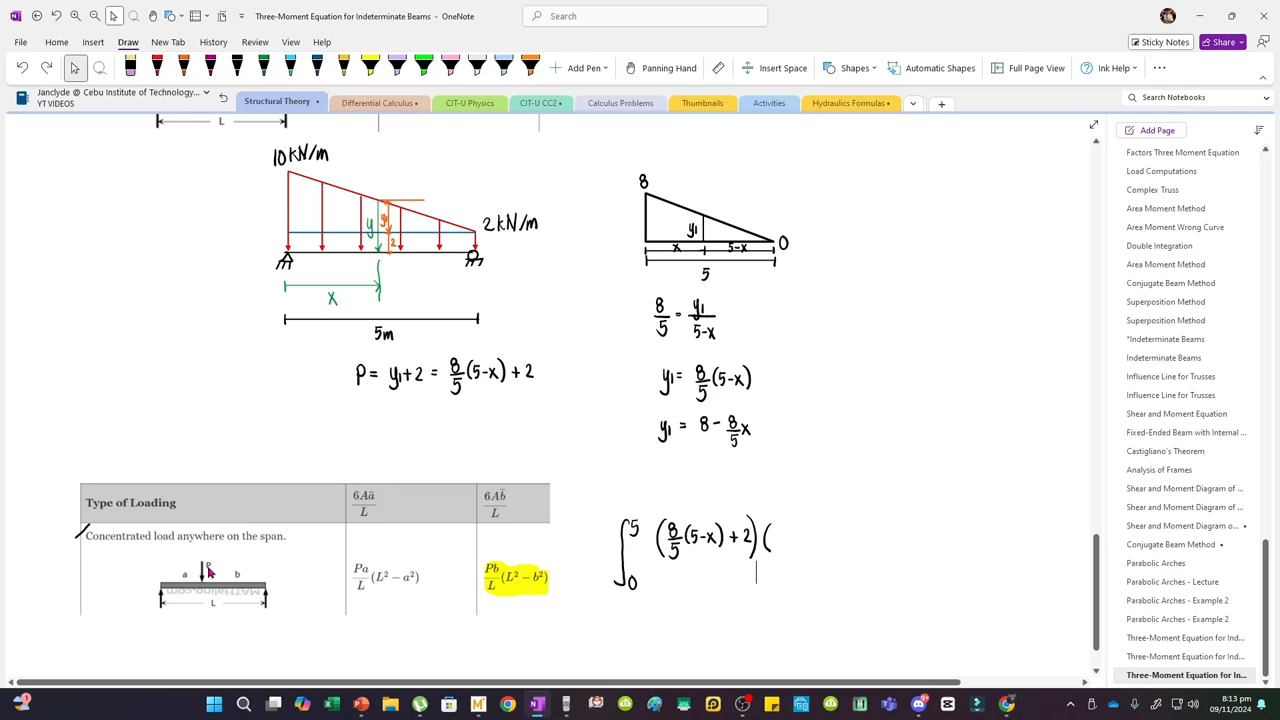 Three-Moment Equation for Indeterminate Beams - OneNote
Search
File Home Insert Draw New Tab History Review View Help
Sticky Notes
Share
Add Pen
Panning Hand
Insert Space
Shapes
Automatic Shapes
Full Page View
Ink Help
Janclyde @ Cebu Institute of Technology...
YT VIDEOS
Structural Theory
Differential Calculus
CIT-U Physics
CIT-U CC2
Calculus Problems
Thumbnails
Activities
Hydraulics Formulas
Search Notebooks
Add Page
Factors Three Moment Equation
Load Computations
Complex Truss
Area Moment Method
Area Moment Wrong Curve
Double Integration
Area Moment Method
Conjugate Beam Method
Superposition Method
Superposition Method
*Indeterminate Beams
Indeterminate Beams
Influence Line for Trusses
Influence Line for Trusses
Shear and Moment Equation
Fixed-Ended Beam with Internal ...
Castigliano's Theorem
Analysis of Frames
Shear and Moment Diagram of ...
Shear and Moment Diagram of ...
Shear and Moment Diagram o...
Conjugate Beam Method
Parabolic Arches
Parabolic Arches - Lecture
Parabolic Arches - Example 2
Parabolic Arches - Example 2
Three-Moment Equation for Ind...
Three-Moment Equation for Ind...
Three-Moment Equation for In...
L
10 kN/m
y
y₁
2
2 kN/m
x
5m
P = y₁+2 = 8/5(5-x) + 2
8
y₁
0
x
5-x
5
8/5 = y₁/5-x
y₁ = 8/5(5-x)
y₁ = 8 - 8/5x
Type of Loading
6Aā/L
6Ab̄/L
Concentrated load anywhere on the span.
P
a
b
MATHalino.com
L
Pa/L(L² − a²)
Pb/L(L² − b²)
∫₀⁵ (8/5(5-x) + 2)(
8:13 pm
09/11/2024